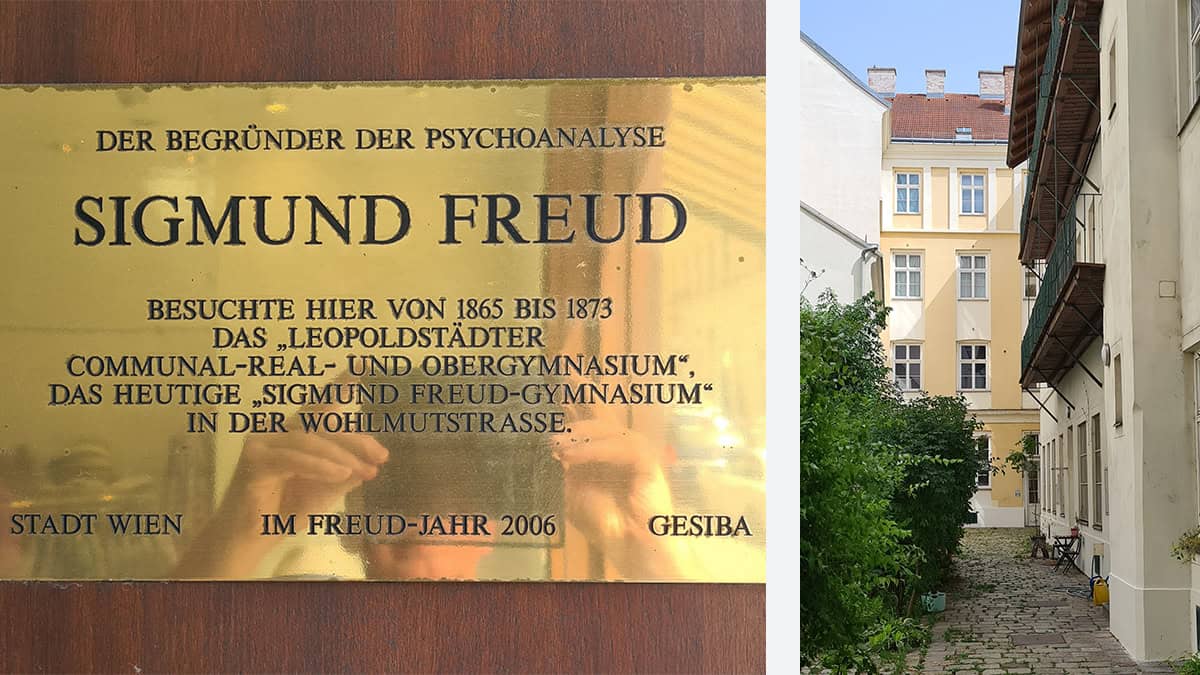 DER BEGRÜNDER DER PSYCHOANALYSE
SIGMUND FREUD
BESUCHTE HIER VON 1865 BIS 1873
DAS „LEOPOLDSTÄDTER
COMMUNAL-REAL- UND OBERGYMNASIUM“,
DAS HEUTIGE „SIGMUND FREUD-GYMNASIUM“
IN DER WOHLMUTSTRASSE.
STADT WIEN IM FREUD-JAHR 2006 GESIBA